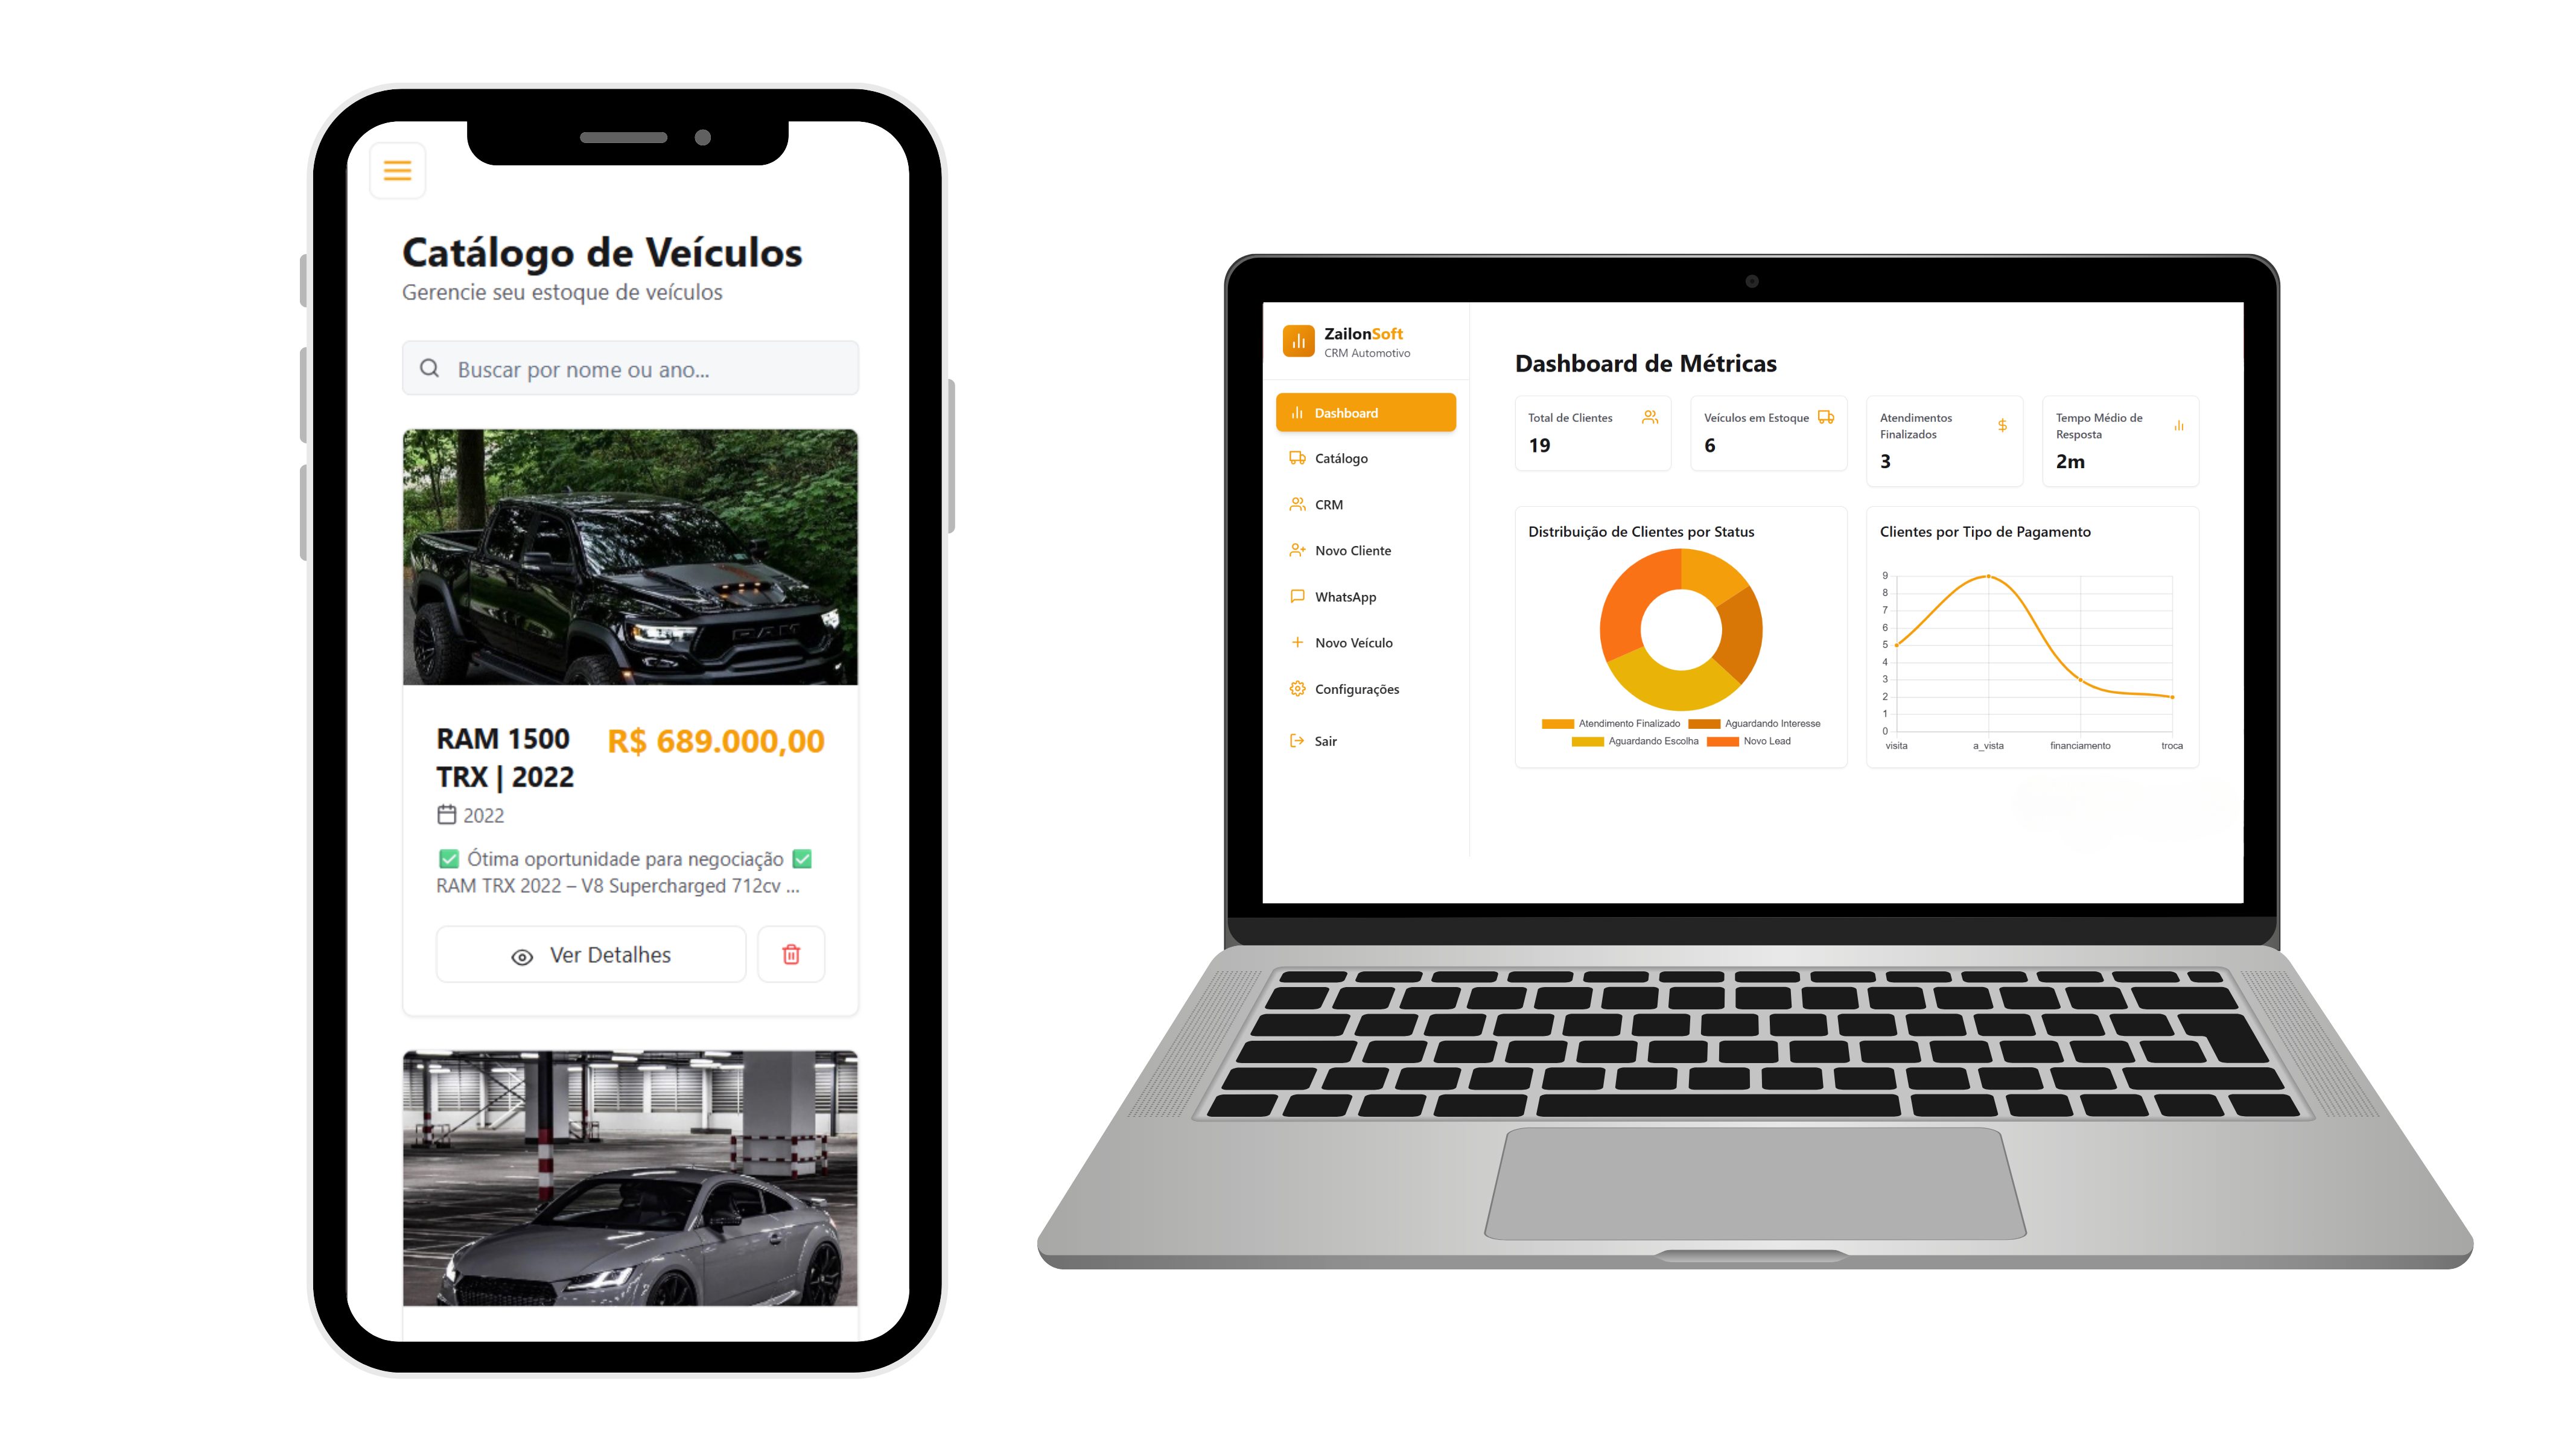 Catálogo de Veículos
Gerencie seu estoque de veículos
Buscar por nome ou ano...
RAM 1500
TRX | 2022
R$ 689.000,00
2022
✅ Ótima oportunidade para negociação ✅
RAM TRX 2022 – V8 Supercharged 712cv ...
Ver Detalhes
ZailonSoft
CRM Automotivo
Dashboard
Catálogo
CRM
Novo Cliente
WhatsApp
Novo Veículo
Configurações
Sair
Dashboard de Métricas
Total de Clientes
19
Veículos em Estoque
6
Atendimentos
Finalizados
3
Tempo Médio de
Resposta
2m
Distribuição de Clientes por Status
Atendimento Finalizado
Aguardando Interesse
Aguardando Escolha
Novo Lead
Clientes por Tipo de Pagamento
9
8
7
6
5
4
3
2
1
0
visita
a_vista
financiamento
troca